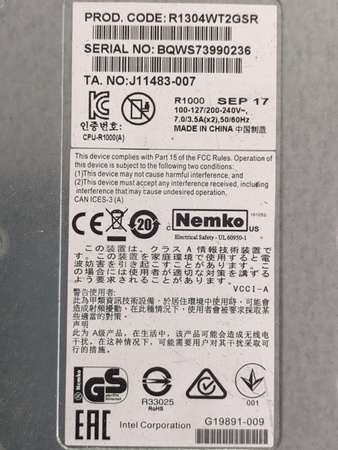 PROD. CODE: R1304WT2GSR
SERIAL NO: BQWS73990236
TA. NO:J11483-007
인증번호:
CPU-R1000(A)
R1000 SEP 17
100-127/200-240V~,
7.0/3.5A(x2),50/60Hz
MADE IN CHINA 中国制造
This device complies with Part 15 of the FCC Rules. Operation of
this device is subject to the following two conditions:
(1)This device may not cause harmful interference, and
(2)This device must accept any interference received, including
interference that may cause undesired operation.
CAN ICES-3 (A)
CE
20
c Nemko US
Electrical Safety - UL 60950-1
この装置は、クラスA情報技術装置で
す。この装置を家庭環境で使用すると電
波妨害を引き起こすことがあります。こ
の場合には使用者が適切な対策を講ずる
よう要求されることがあります。
VCCI-A
此為甲類資訊技術設備，於居住環境中使用時，可能會
造成射頻擾動，在此種情況下，使用者會被要求採取某
些適當的對策。
声明
此为 A级产品，在生活中，该产品可能会造成无线电
干扰。在这种情况下，可能需要用户对干扰采取切实可
行的措施。
Nemko
GS
R33025
RoHS
001
EAC
Intel Corporation
G19891-009